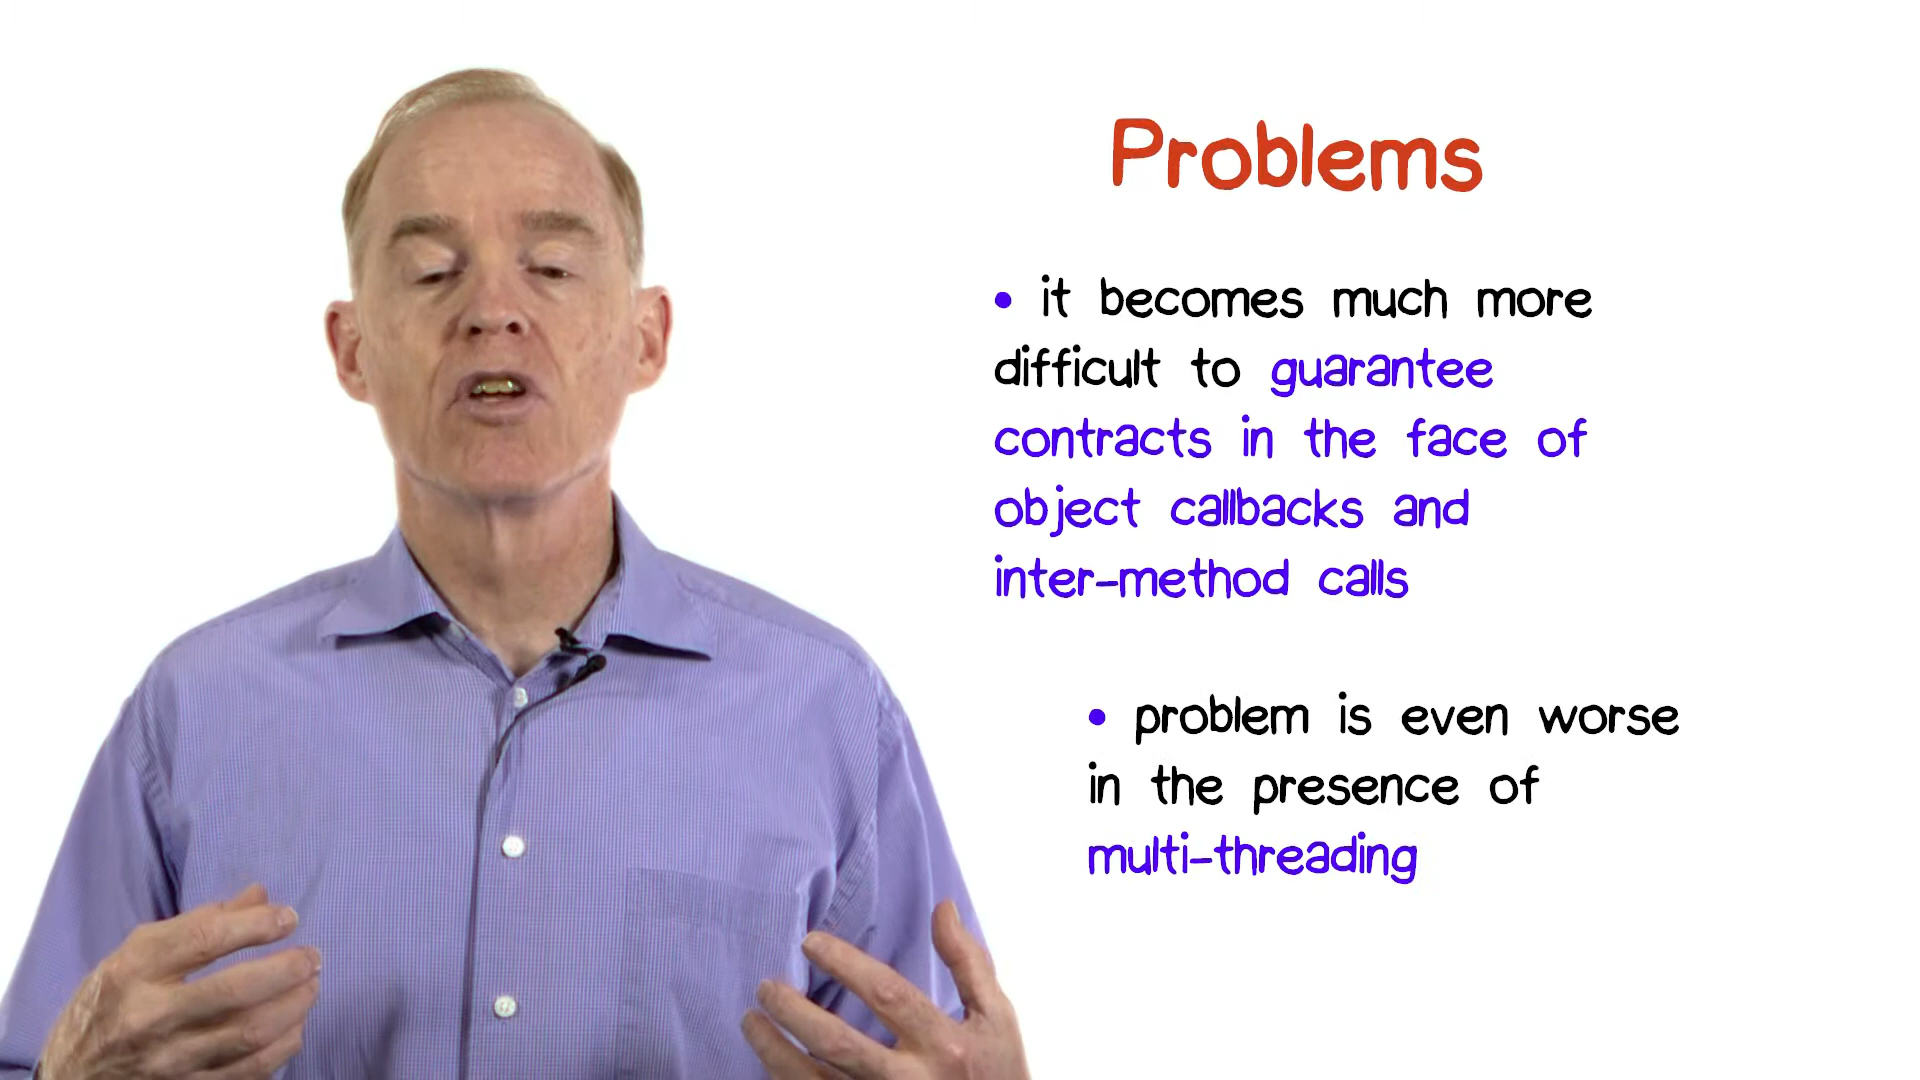 Problems
• it becomes much more
difficult to guarantee
contracts in the face of
object callbacks and
inter-method calls
• problem is even worse
in the presence of
multi-threading